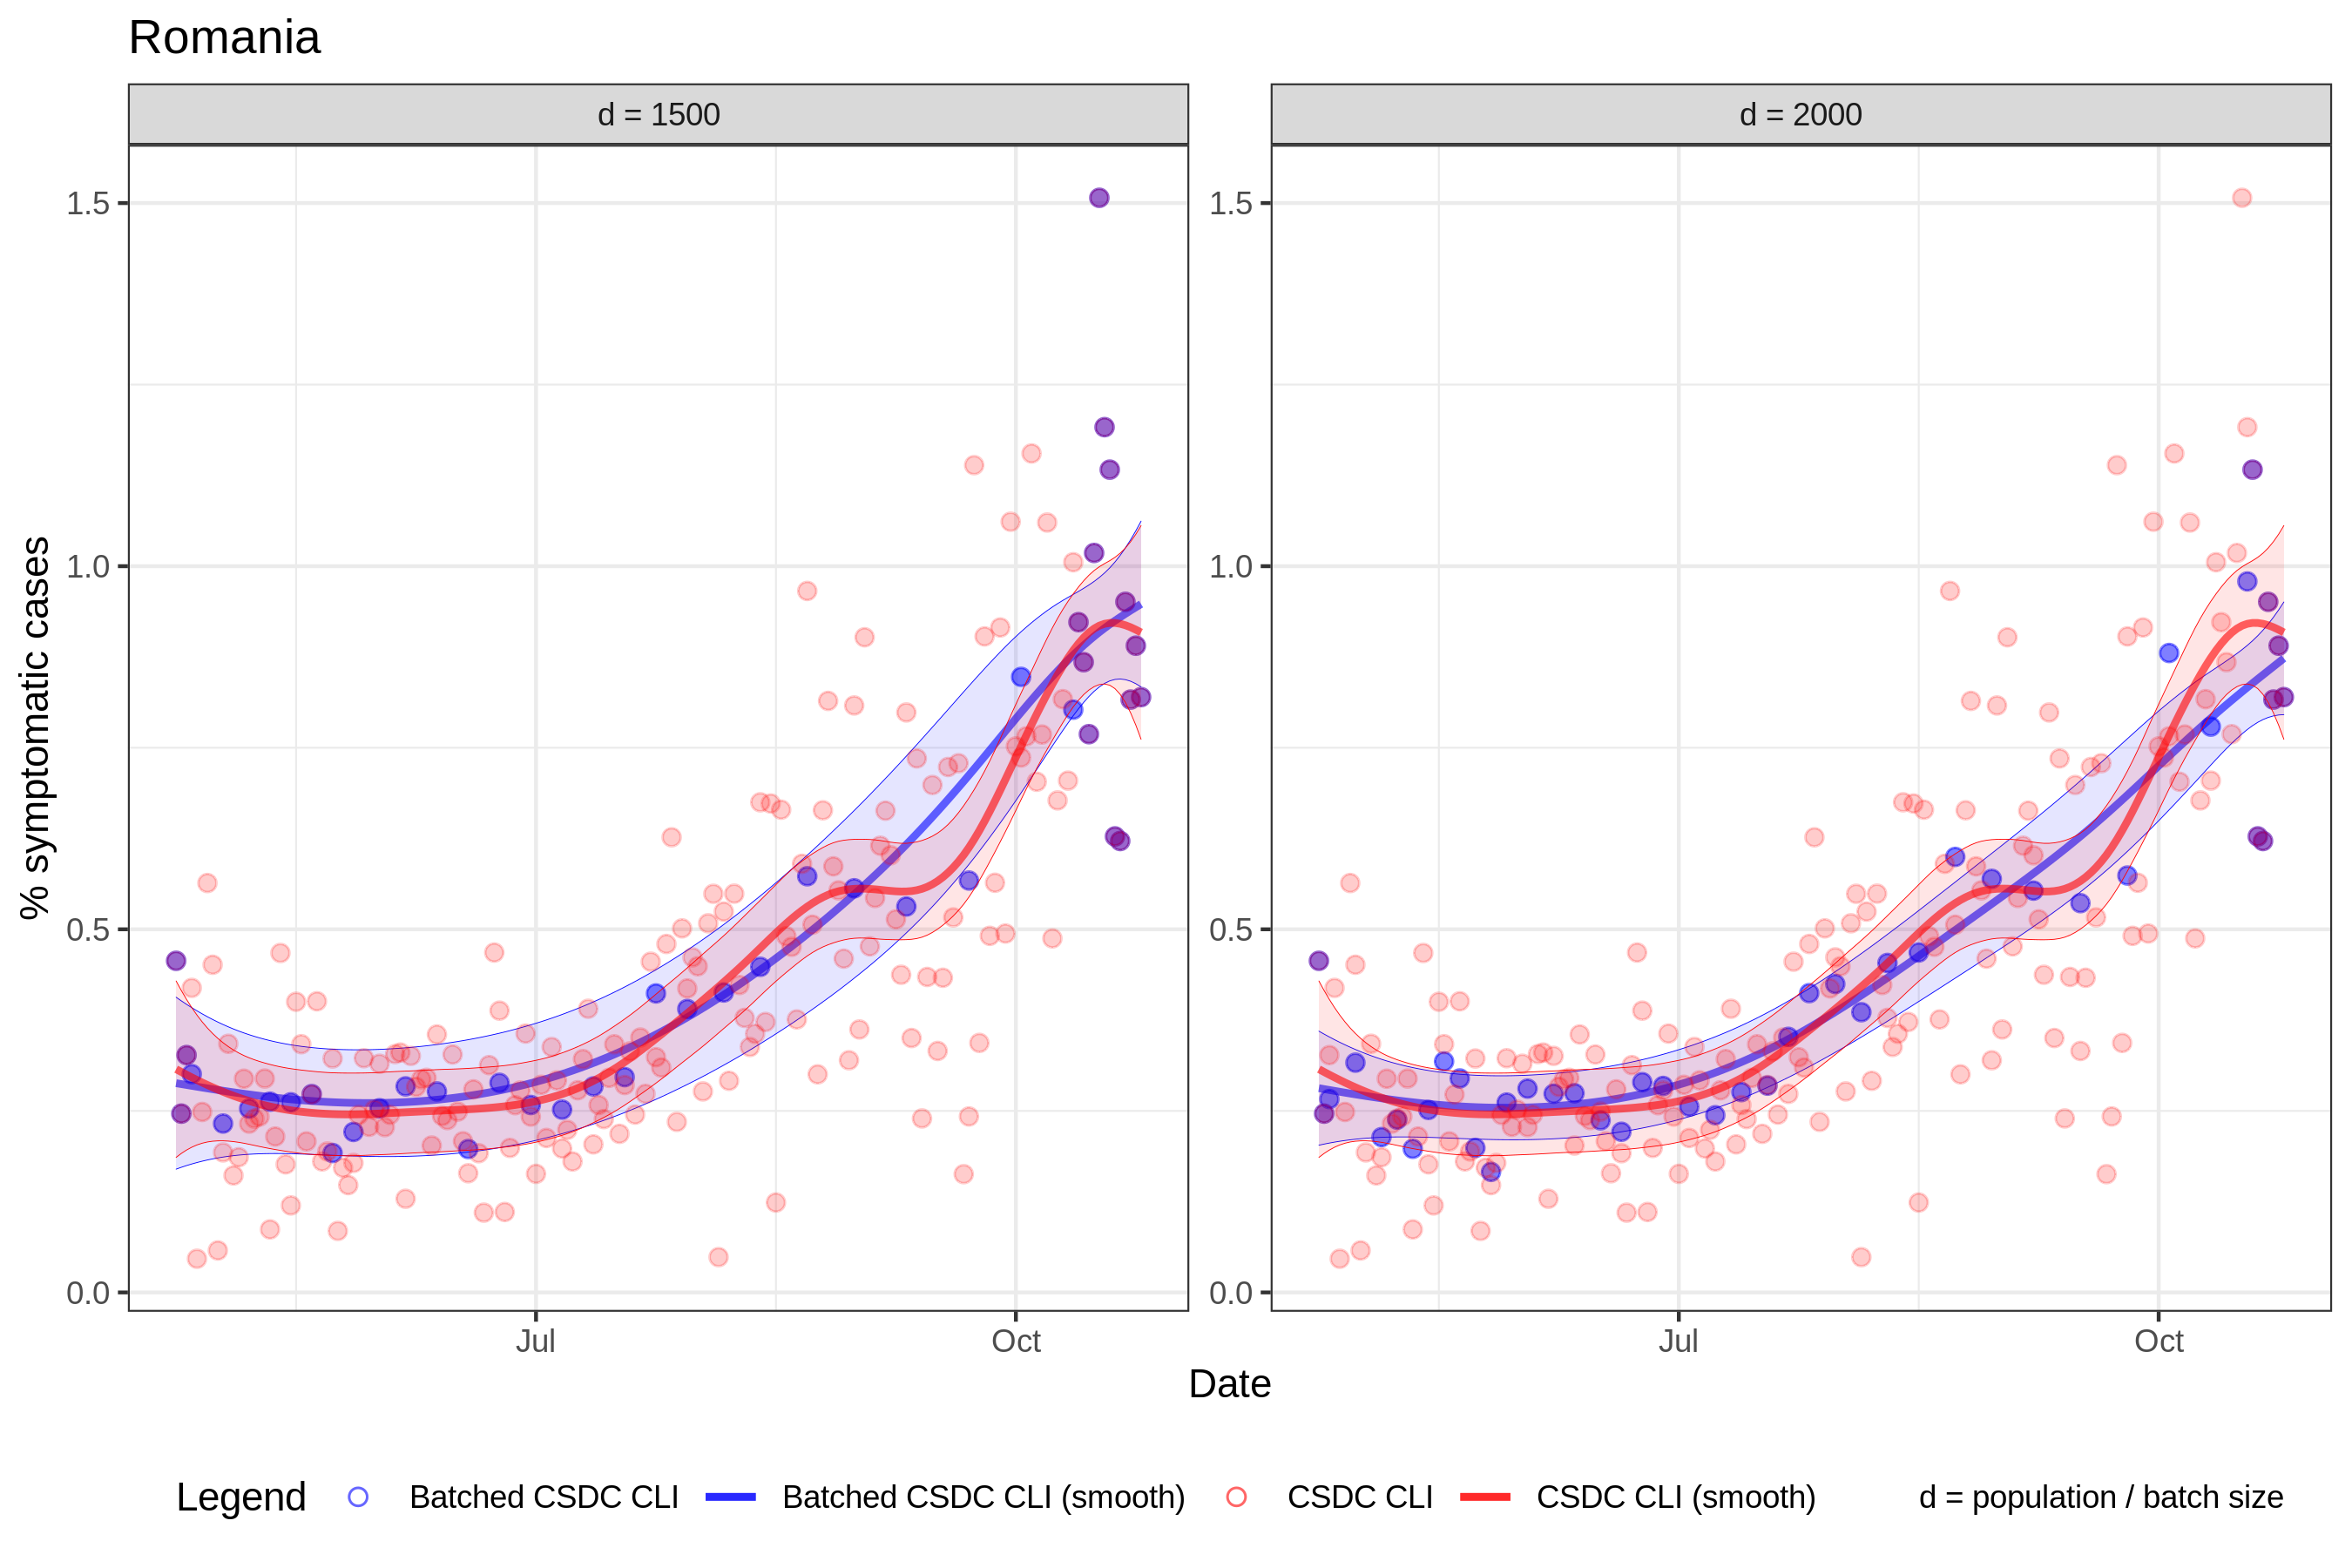 Romania
d = 1500
d = 2000
% symptomatic cases
1.5
1.0
0.5
0.0
1.5
1.0
0.5
0.0
Jul
Oct
Jul
Oct
Date
Legend
Batched CSDC CLI
Batched CSDC CLI (smooth)
CSDC CLI
CSDC CLI (smooth)
d = population / batch size